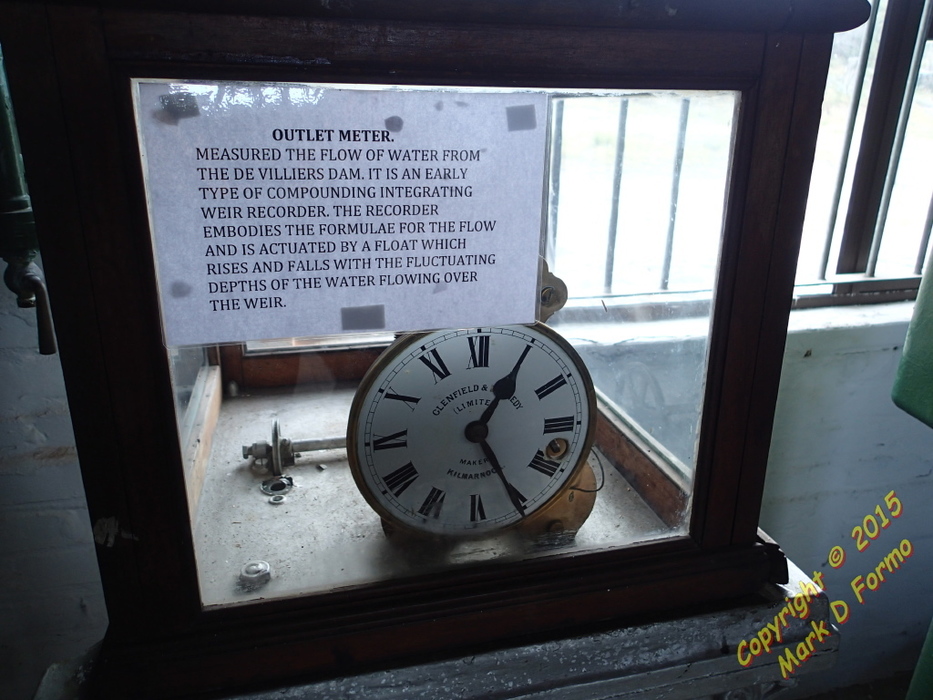 OUTLET METER.
MEASURED THE FLOW OF WATER FROM
THE DE VILLIERS DAM. IT IS AN EARLY
TYPE OF COMPOUNDING INTEGRATING
WEIR RECORDER. THE RECORDER
EMBODIES THE FORMULAE FOR THE FLOW
AND IS ACTUATED BY A FLOAT WHICH
RISES AND FALLS WITH THE FLUCTUATING
DEPTHS OF THE WATER FLOWING OVER
THE WEIR.
XII
XI
X
IX
VIII
VII
VI
II
III
IIII
GLENFIELD &
LIMITED
KILMARNOCK
Copyright © 2015
Mark D Formo